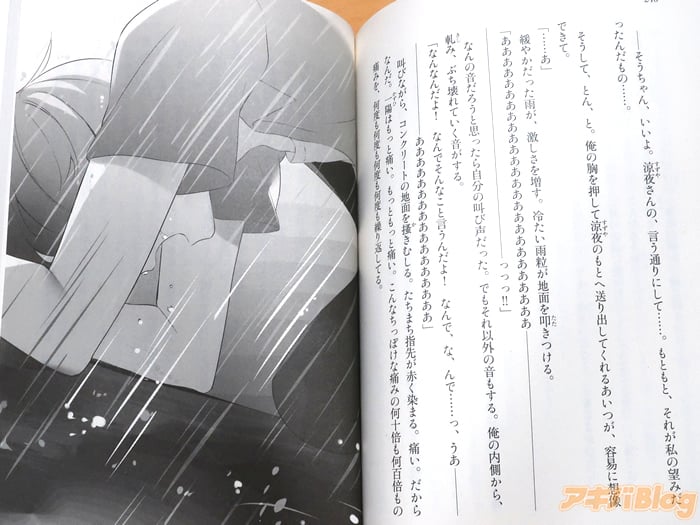 ――そうちゃん、いいよ。涼夜さんの、言う通りにして……。もともと、それが私の望みだ
ったんだもの……。
そうして、とん、と。俺の胸を押して涼夜のもとへ送り出してくれるあいつが、容易に想像
できて。
「……あ」
緩やかだった雨が、激しさを増す。冷たい雨粒が地面を叩きつける。
「ああああああああああああああああああああああああ――――――――っっっ!!」
なんの音だろうと思ったら自分の叫び声だった。でもそれ以外の音もする。俺の内側から、
軋み、ぶち壊れていく音がする。
「なんなんだよ! なんでそんなこと言うんだよ! なんで、な、んで……っ、うあ――
――――――――ああああああああああああああ」
叫びながら、コンクリートの地面を掻きむしる。たちまち指先が赤く染まる。痛い。だから
なんだ。一陽はもっと痛い。もっともっと痛い。こんなちっぽけな痛みの何十倍も何百倍もの
痛みを、何度も何度も何度も何度も繰り返してる。
アキバBlog